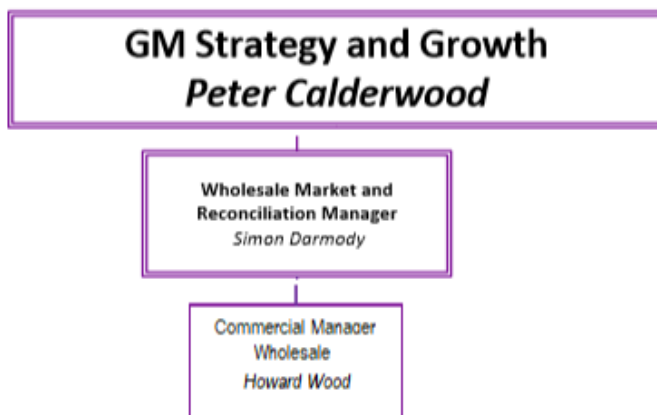 GM Strategy and Growth
Peter Calderwood
Wholesale Market and
Reconciliation Manager
Simon Darmody
Commercial Manager
Wholesale
Howard Wood